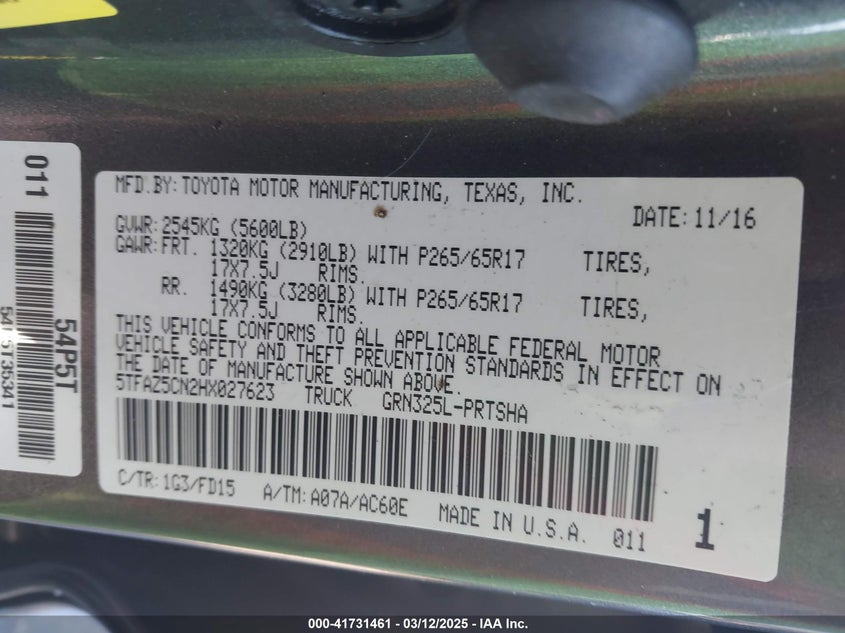 011
54P5T
54P5T35341
MFD.BY:TOYOTA MOTOR MANUFACTURING, TEXAS, INC.
DATE:11/16
GVWR:2545KG (5600LB)
GAWR:FRT. 1320KG (2910LB) WITH P265/65R17 TIRES,
17X7.5J RIMS.
RR. 1490KG (3280LB) WITH P265/65R17 TIRES,
17X7.5J RIMS.
THIS VEHICLE CONFORMS TO ALL APPLICABLE FEDERAL MOTOR
VEHICLE SAFETY AND THEFT PREVENTION STANDARDS IN EFFECT ON
THE DATE OF MANUFACTURE SHOWN ABOVE.
5TFAZ5CN2HX027623 TRUCK GRN325L-PRTSHA
C/TR:1G3/FD15 A/TM:A07A/AC60E MADE IN U.S.A. 011 1
000-41731461 - 03/12/2025 - IAA Inc.